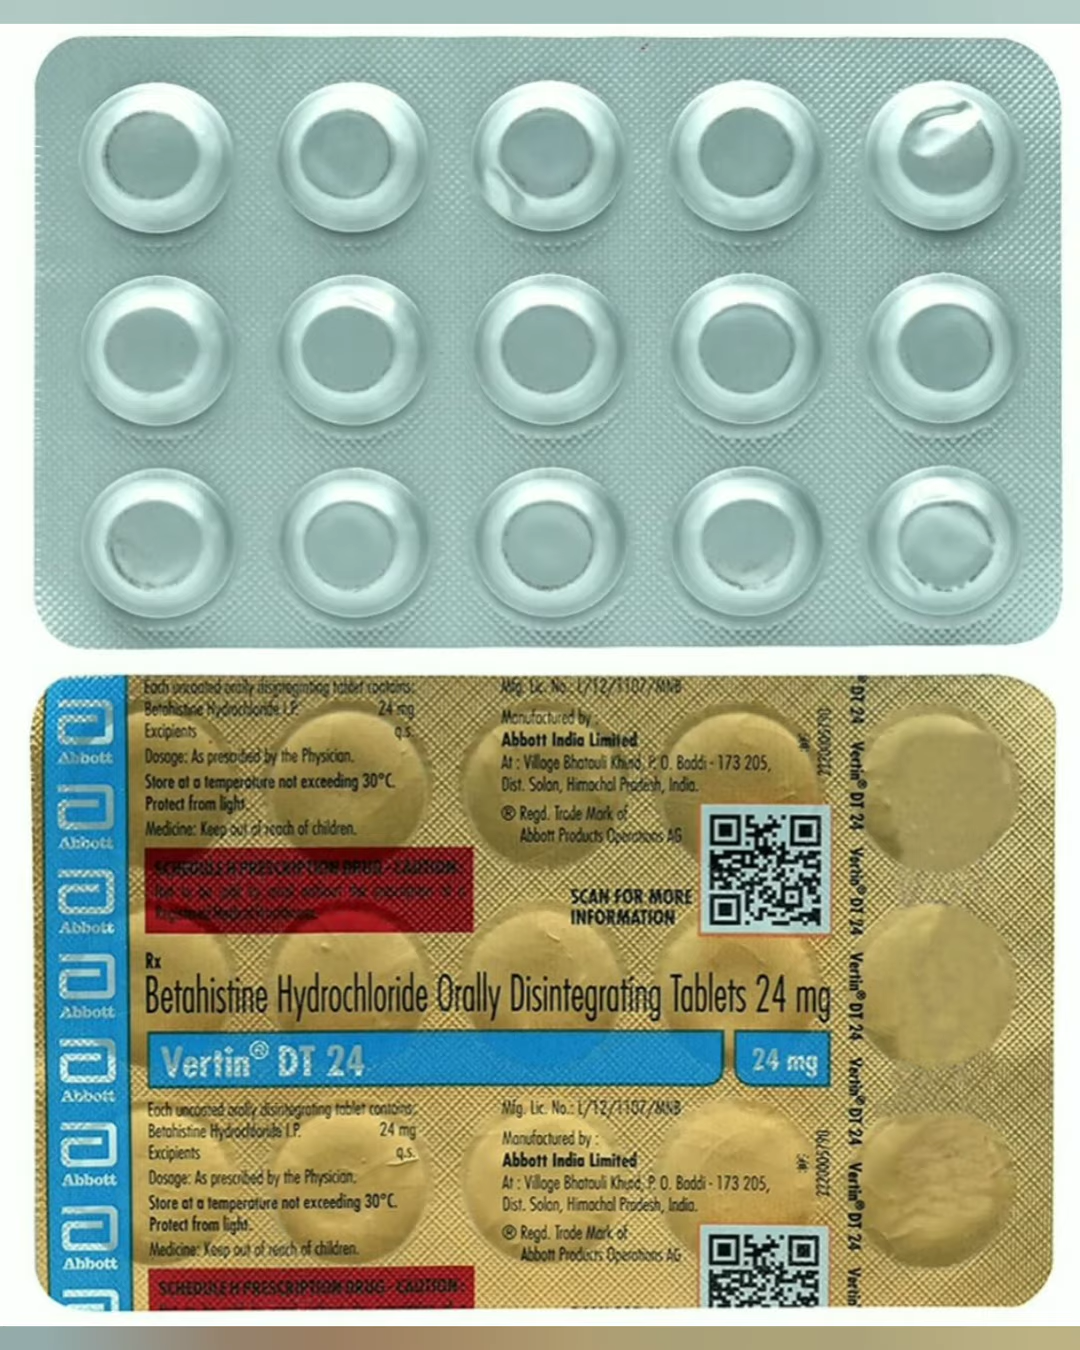 Abbott
Abbott
Abbott
Abbott
Abbott
Abbott
Abbott
Each uncoated orally disintegrating tablet contains:
Betahistine Hydrochloride I.P. 24 mg
Excipients q.s.
Dosage: As prescribed by the Physician.
Store at a temperature not exceeding 30°C.
Protect from light.
Medicine: Keep out of reach of children.
SCHEDULE H PRESCRIPTION DRUG - CAUTION
Mfg. Lic. No.: L/12/1107/MNB
Manufactured by :
Abbott India Limited
At : Village Bhatauli Khurd, P. O. Baddi - 173 205,
Dist. Solan, Himachal Pradesh, India.
® Regd. Trade Mark of
Abbott Products Operations AG
SCAN FOR MORE
INFORMATION
Rx
Betahistine Hydrochloride Orally Disintegrating Tablets 24 mg
Vertin® DT 24
24 mg
Each uncoated orally disintegrating tablet contains:
Betahistine Hydrochloride I.P. 24 mg
Excipients q.s.
Dosage: As prescribed by the Physician.
Store at a temperature not exceeding 30°C.
Protect from light.
Medicine: Keep out of reach of children.
SCHEDULE H PRESCRIPTION DRUG - CAUTION
Mfg. Lic. No.: L/12/1107/MNB
Manufactured by :
Abbott India Limited
At : Village Bhatauli Khurd, P. O. Baddi - 173 205,
Dist. Solan, Himachal Pradesh, India.
® Regd. Trade Mark of
Abbott Products Operations AG
DT 24 Vertin® DT 24 Vertin® DT 24 Vertin® DT 24 Vertin® DT 24 Vertin® DT 24 Vertin